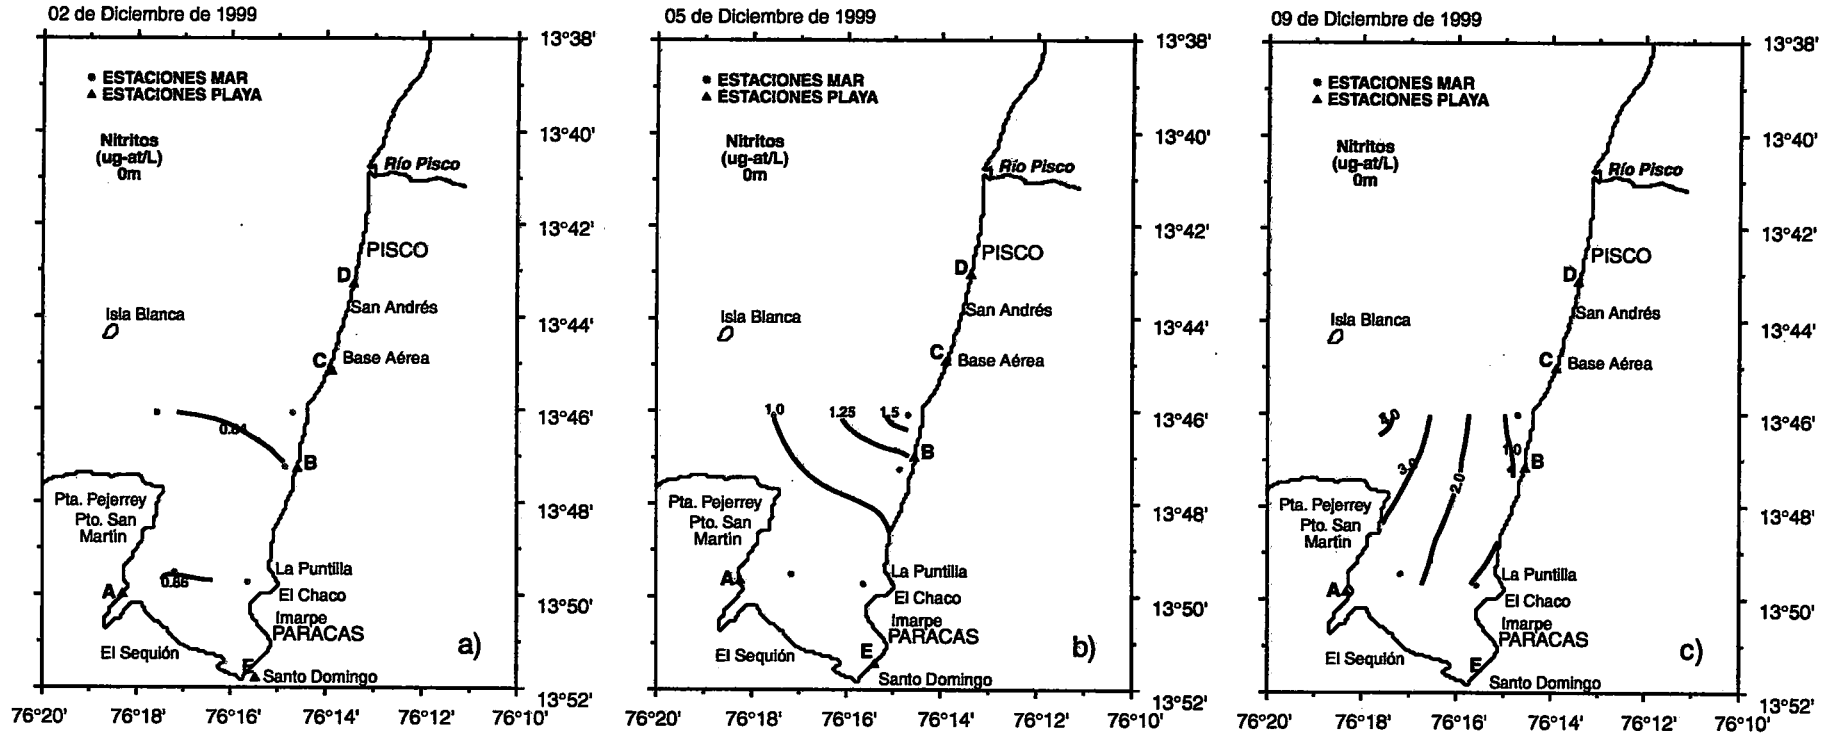 02 de Diciembre de 1999
ESTACIONES MAR
ESTACIONES PLAYA
Nitritos
(ug-at/L)
0m
Río Pisco
PISCO
D
San Andrés
Isla Blanca
C
Base Aérea
B
Pta. Pejerrey
Pto. San
Martín
La Puntilla
A
El Chaco
Imarpe
PARACAS
a)
El Sequión
E
Santo Domingo
13°38'
13°40'
13°42'
13°44'
13°46'
13°48'
13°50'
13°52'
76°20'
76°18'
76°16'
76°14'
76°12'
76°10'
05 de Diciembre de 1999
ESTACIONES MAR
ESTACIONES PLAYA
Nitritos
(ug-at/L)
0m
Río Pisco
PISCO
D
San Andrés
Isla Blanca
C
Base Aérea
1.0
1.25
1.5
B
Pta. Pejerrey
Pto. San
Martín
La Puntilla
A
El Chaco
Imarpe
PARACAS
b)
El Sequión
E
Santo Domingo
13°38'
13°40'
13°42'
13°44'
13°46'
13°48'
13°50'
13°52'
76°20'
76°18'
76°16'
76°14'
76°12'
76°10'
09 de Diciembre de 1999
ESTACIONES MAR
ESTACIONES PLAYA
Nitritos
(ug-at/L)
0m
Río Pisco
PISCO
D
San Andrés
Isla Blanca
C
Base Aérea
3.0
2.0
1.0
B
Pta. Pejerrey
Pto. San
Martín
La Puntilla
A
El Chaco
Imarpe
PARACAS
c)
El Sequión
E
Santo Domingo
13°38'
13°40'
13°42'
13°44'
13°46'
13°48'
13°50'
13°52'
76°20'
76°18'
76°16'
76°14'
76°12'
76°10'